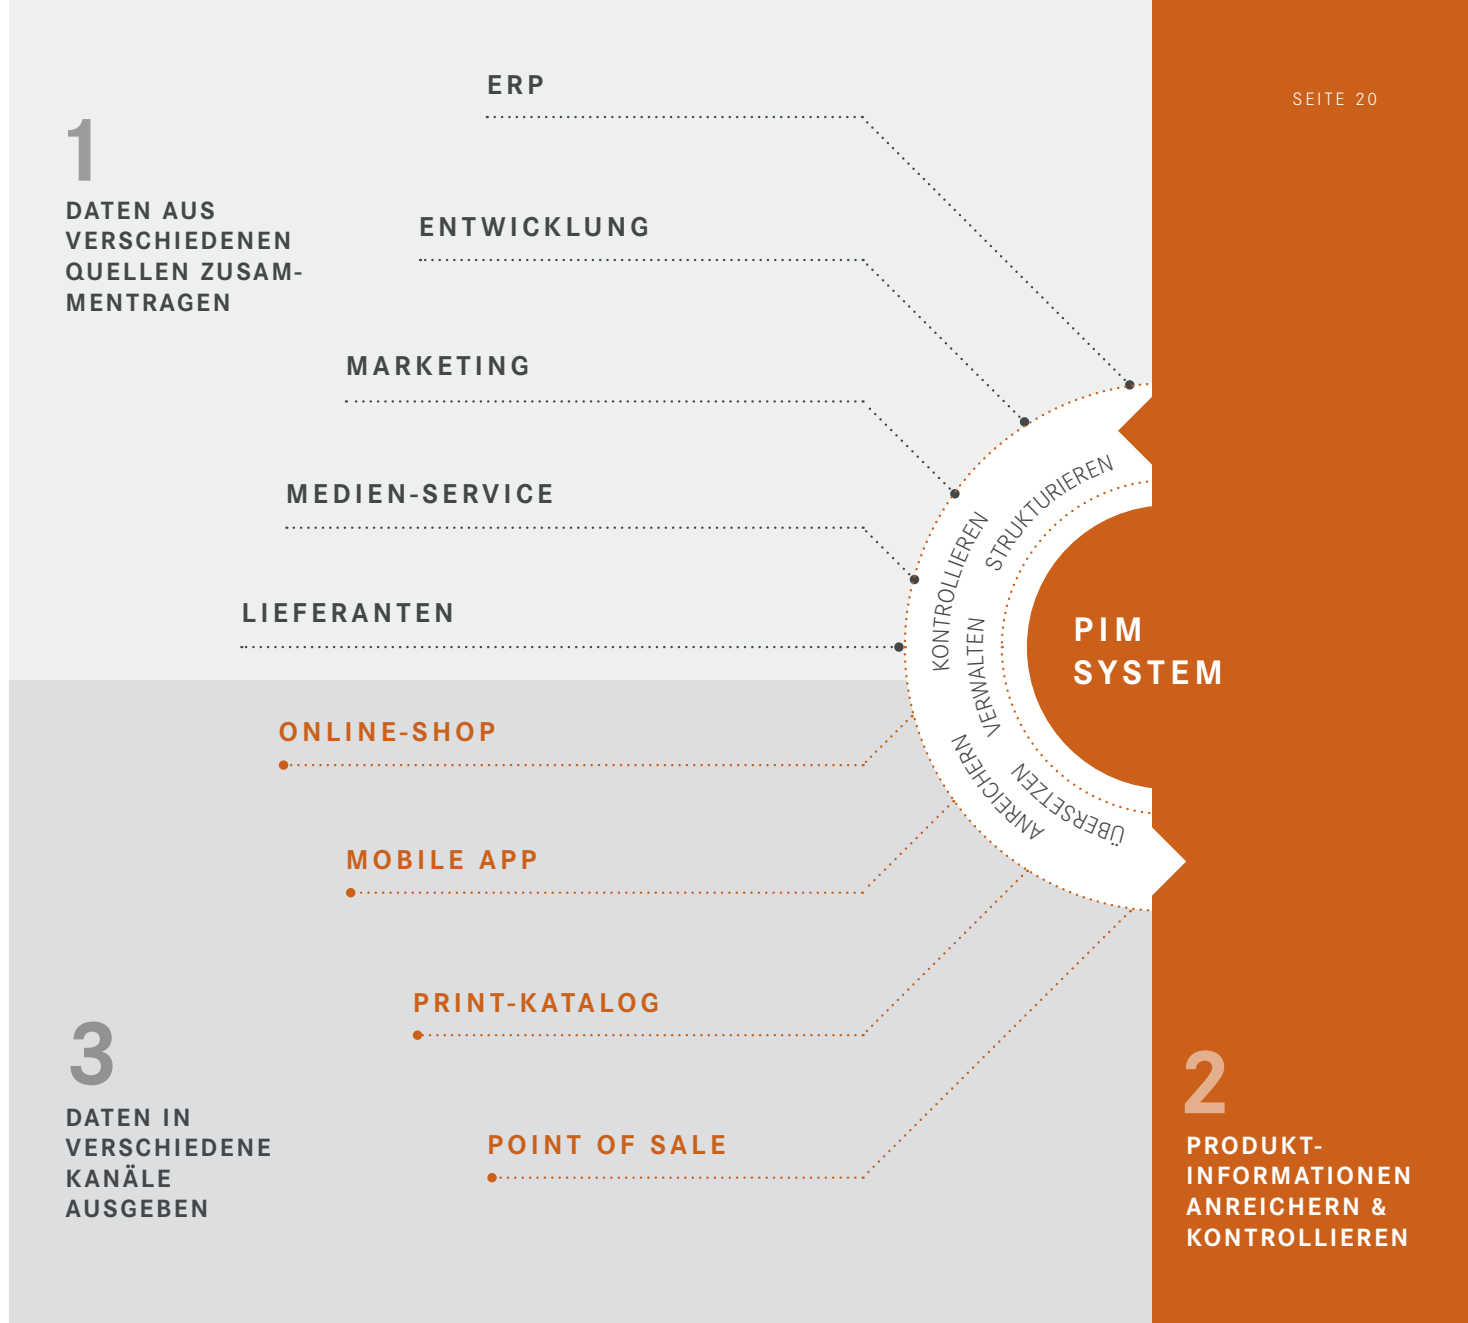 SEITE 20
1
DATEN AUS
VERSCHIEDENEN
QUELLEN ZUSAM-
MENTRAGEN
ERP
ENTWICKLUNG
MARKETING
MEDIEN-SERVICE
LIEFERANTEN
STRUKTURIEREN
KONTROLLIEREN
VERWALTEN
ANREICHERN
ÜBERSETZEN
PIM
SYSTEM
2
PRODUKT-
INFORMATIONEN
ANREICHERN &
KONTROLLIEREN
ONLINE-SHOP
MOBILE APP
PRINT-KATALOG
POINT OF SALE
3
DATEN IN
VERSCHIEDENE
KANÄLE
AUSGEBEN